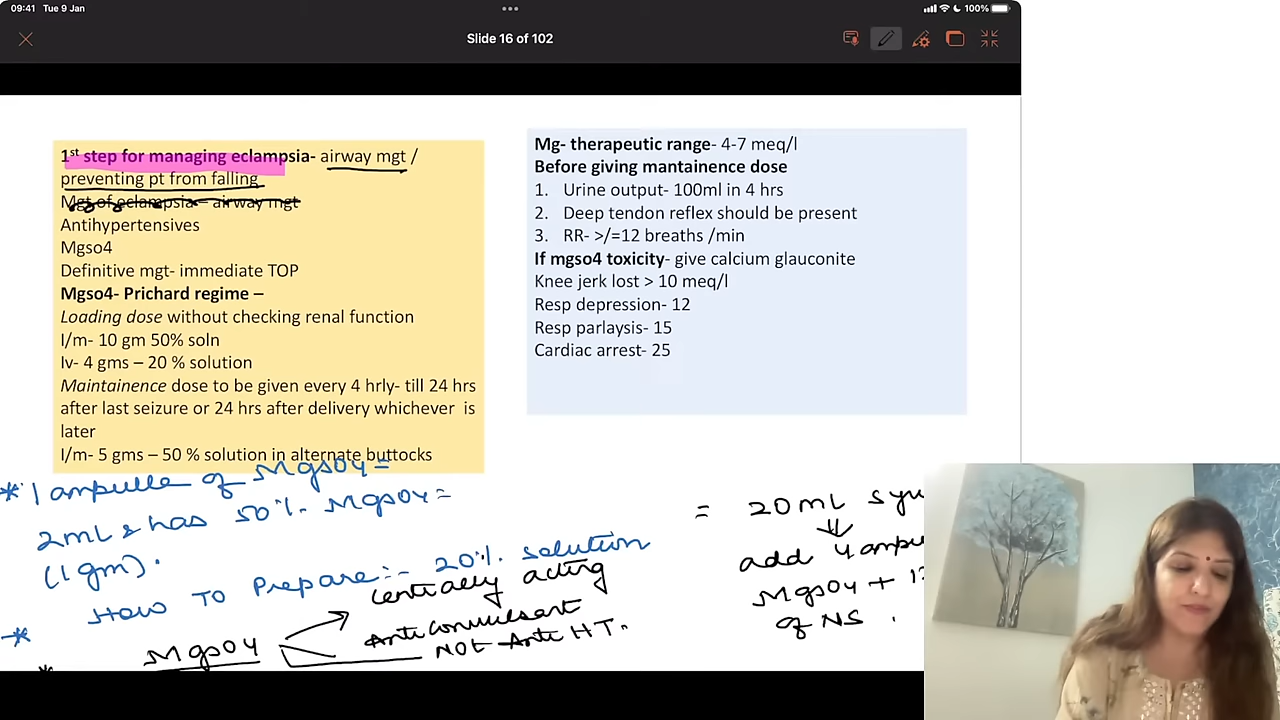 09:41 Tue 9 Jan
100%
Slide 16 of 102
1st step for managing eclampsia- airway mgt /
preventing pt from falling
Mgt of eclampsia – airway mgt
Antihypertensives
Mgso4
Definitive mgt- immediate TOP
Mgso4- Prichard regime –
Loading dose without checking renal function
I/m- 10 gm 50% soln
Iv- 4 gms – 20 % solution
Maintainence dose to be given every 4 hrly- till 24 hrs
after last seizure or 24 hrs after delivery whichever is
later
I/m- 5 gms – 50 % solution in alternate buttocks
Mg- therapeutic range- 4-7 meq/l
Before giving mantainence dose
1. Urine output- 100ml in 4 hrs
2. Deep tendon reflex should be present
3. RR- >/=12 breaths /min
If mgso4 toxicity- give calcium glauconite
Knee jerk lost > 10 meq/l
Resp depression- 12
Resp parlaysis- 15
Cardiac arrest- 25
* 1 ampulle of MgSO4 =
2mL & has 50%. MgSO4 =
(1gm).
* How To Prepare:- 20%. solution
= 20mL
add 4
MgSO4 +
of NS .
* MgSO4
Centrally acting
Anticonvulsant
NOT Anti HT.